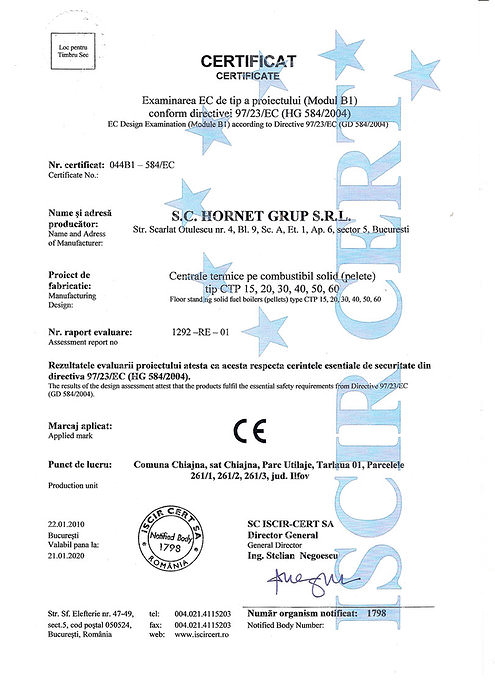 Loc pentru
Timbru Sec
CERTIFICAT
CERTIFICATE
Examinarea EC de tip a proiectului (Modul B1)
conform directivei 97/23/EC (HG 584/2004)
EC Design Examination (Module B1) according to Directive 97/23/EC (GD 584/2004)
Nr. certificat: 044B1 – 584/EC
Certificate No.:
Nume și adresă
producător:
Name and Adress
of Manufacturer:
S.C. HORNET GRUP S.R.L.
Str. Scarlat Otulescu nr. 4, Bl. 9, Sc. A, Et. 1, Ap. 6, sector 5, Bucuresti
Proiect de
fabricatie:
Manufacturing
Design:
Centrale termice pe combustibil solid (pelete)
tip CTP 15, 20, 30, 40, 50, 60
Floor standing solid fuel boilers (pellets) type CTP 15, 20, 30, 40, 50, 60
Nr. raport evaluare: 1292 –RE – 01
Assessment report no
Rezultatele evaluarii proiectului atesta ca acesta respecta cerintele esentiale de securitate din
directiva 97/23/EC (HG 584/2004).
The results of the design assessment attest that the products fulfil the essential safety requirements from Directive 97/23/EC
(GD 584/2004).
Marcaj aplicat:
Applied mark
CE
Punct de lucru:
Production unit
Comuna Chiajna, sat Chiajna, Parc Utilaje, Tarlaua 01, Parcelele
261/1, 261/2, 261/3, jud. Ilfov
22.01.2010
București
Valabil pana la:
21.01.2020
ISCIR CERT SA
Notified Body
1798
ROMÂNIA
SC ISCIR-CERT SA
Director General
General Director
Ing. Stelian Negoescu
Str. Sf. Elefterie nr. 47-49,
sect.5, cod poștal 050524,
București, România
tel: 004.021.4115203
fax: 004.021.4115203
web: www.iscircert.ro
Număr organism notificat: 1798
Notified Body Number:
ISCIR CERT